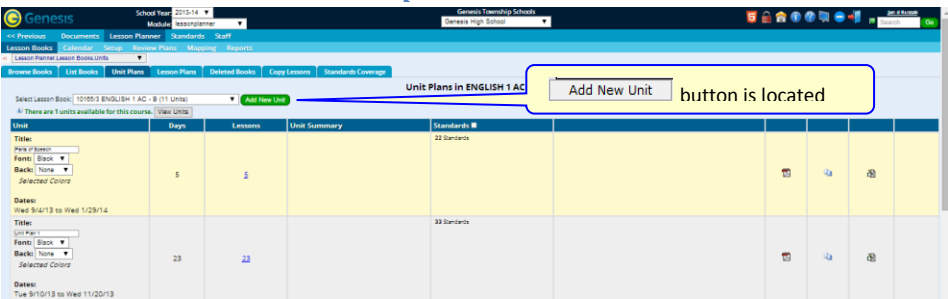 Genesis
School Year: 2013-14
Module: lessonplanner
Genesis Township Schools
Genesis High School
Search
Go
<< Previous Documents Lesson Planner Standards Staff
Lesson Books Calendar Setup Review Plans Mapping Reports
Lesson Planner.Lesson Books.Units
Browse Books List Books Unit Plans Lesson Plans Deleted Books Copy Lessons Standards Coverage
Unit Plans in ENGLISH 1 AC
Add New Unit button is located
Select Lesson Book: 10165/3 ENGLISH 1 AC - B (11 Units) Add New Unit
There are 1 units available for this course. View Units
Unit Days Lessons Unit Summary Standards
Title: 22 Standards
Parts of Speech
Font: Black
Back: None
Selected Colors
5 5
Dates:
Wed 9/4/13 to Wed 1/29/14
Title: 33 Standards
Unit Plan 1
Font: Black
Back: None
Selected Colors
23 23
Dates:
Tue 9/10/13 to Wed 11/20/13